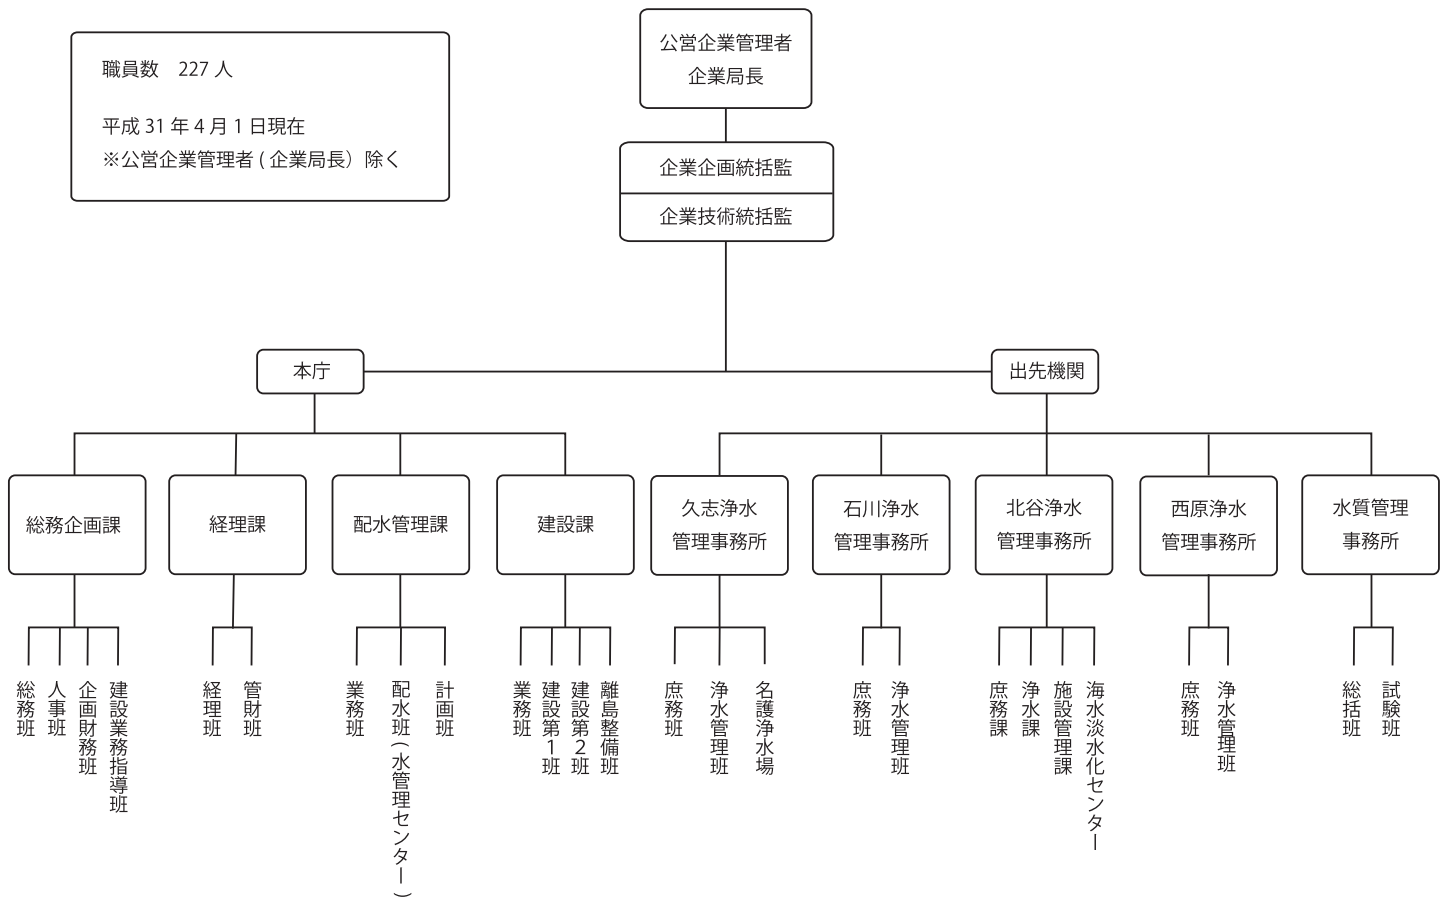 職員数　227 人
平成 31 年 4 月 1 日現在
※公営企業管理者 ( 企業局長）除く
公営企業管理者
企業局長
企業企画統括監
企業技術統括監
本庁
出先機関
総務企画課
経理課
配水管理課
建設課
久志浄水
管理事務所
石川浄水
管理事務所
北谷浄水
管理事務所
西原浄水
管理事務所
水質管理
事務所
総務班
人事班
企画財務班
建設業務指導班
経理班
管財班
業務班
配水班(水管理センター)
計画班
業務班
建設第1班
建設第2班
離島整備班
庶務班
浄水管理班
名護浄水場
庶務班
浄水管理班
庶務課
浄水課
施設管理課
海水淡水化センター
庶務班
浄水管理班
総括班
試験班